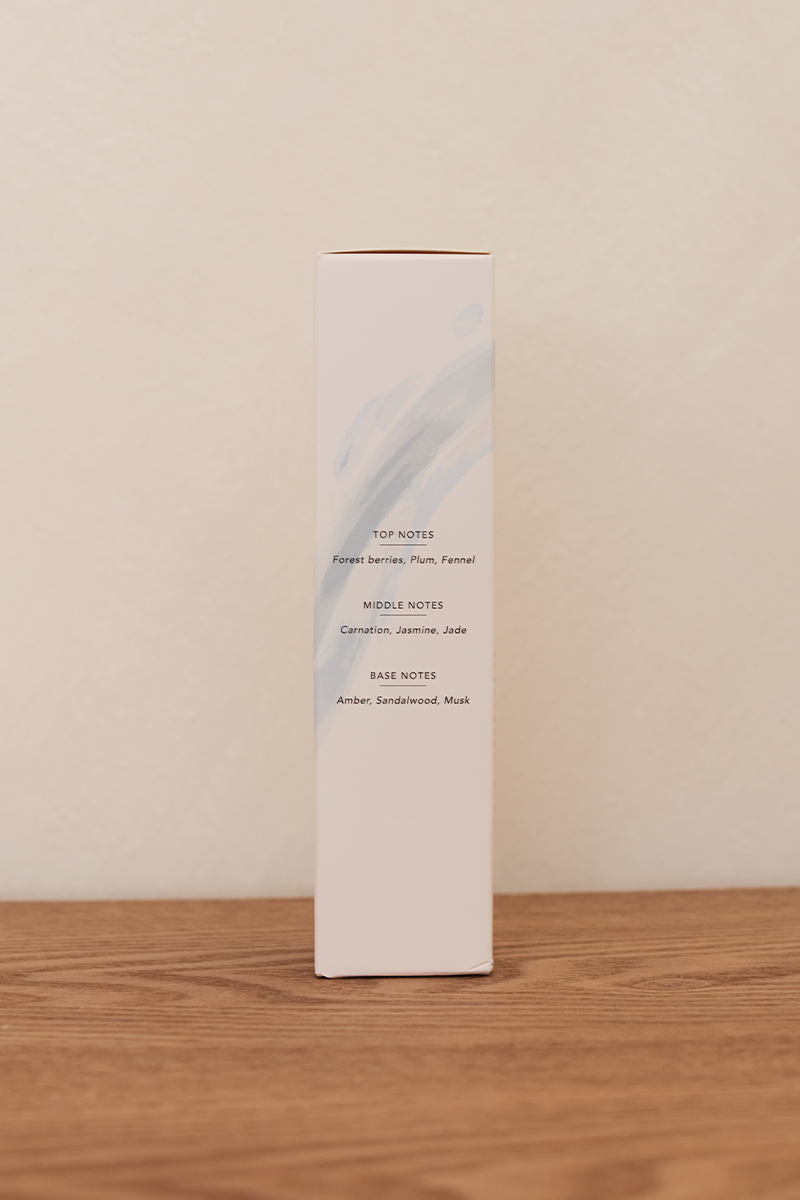 TOP NOTES
Forest berries, Plum, Fennel
MIDDLE NOTES
Carnation, Jasmine, Jade
BASE NOTES
Amber, Sandalwood, Musk